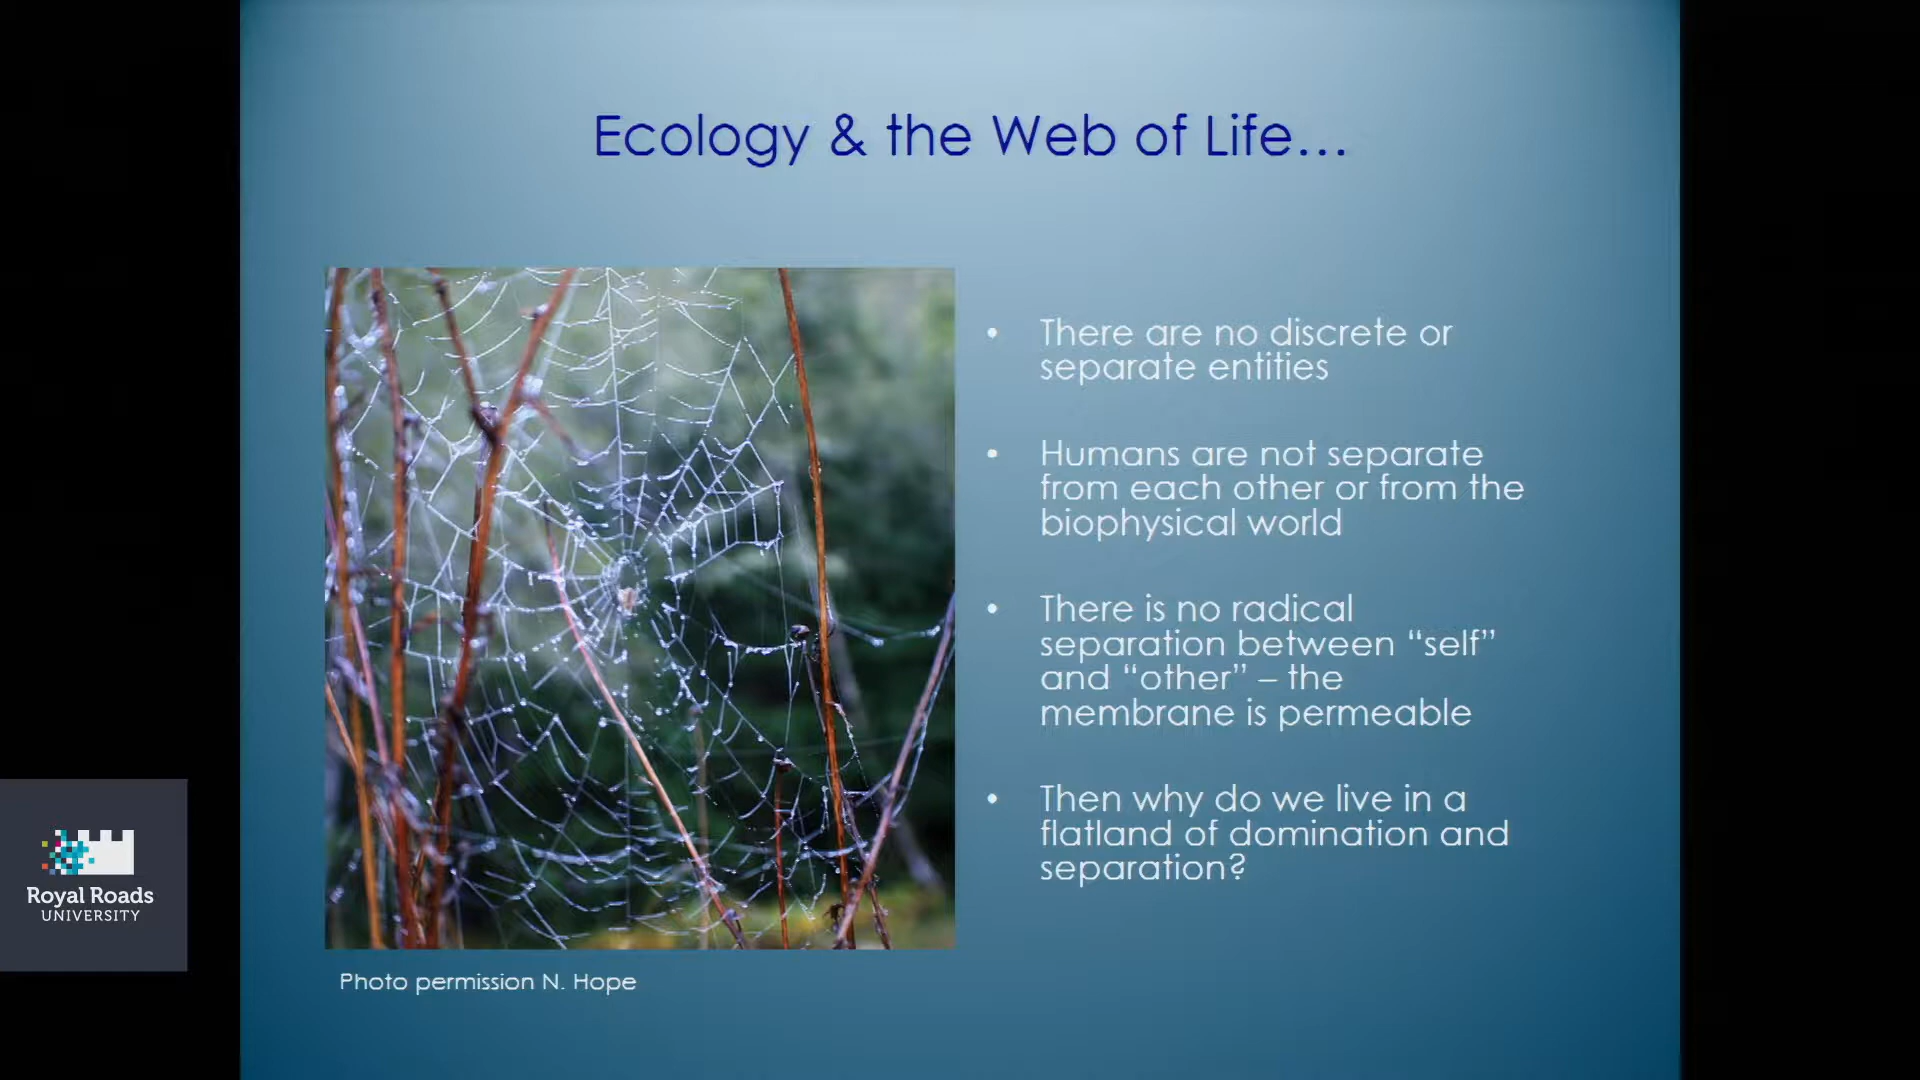 Ecology & the Web of Life...
• There are no discrete or
separate entities
• Humans are not separate
from each other or from the
biophysical world
• There is no radical
separation between “self”
and “other” – the
membrane is permeable
• Then why do we live in a
flatland of domination and
separation?
Photo permission N. Hope
Royal Roads
UNIVERSITY